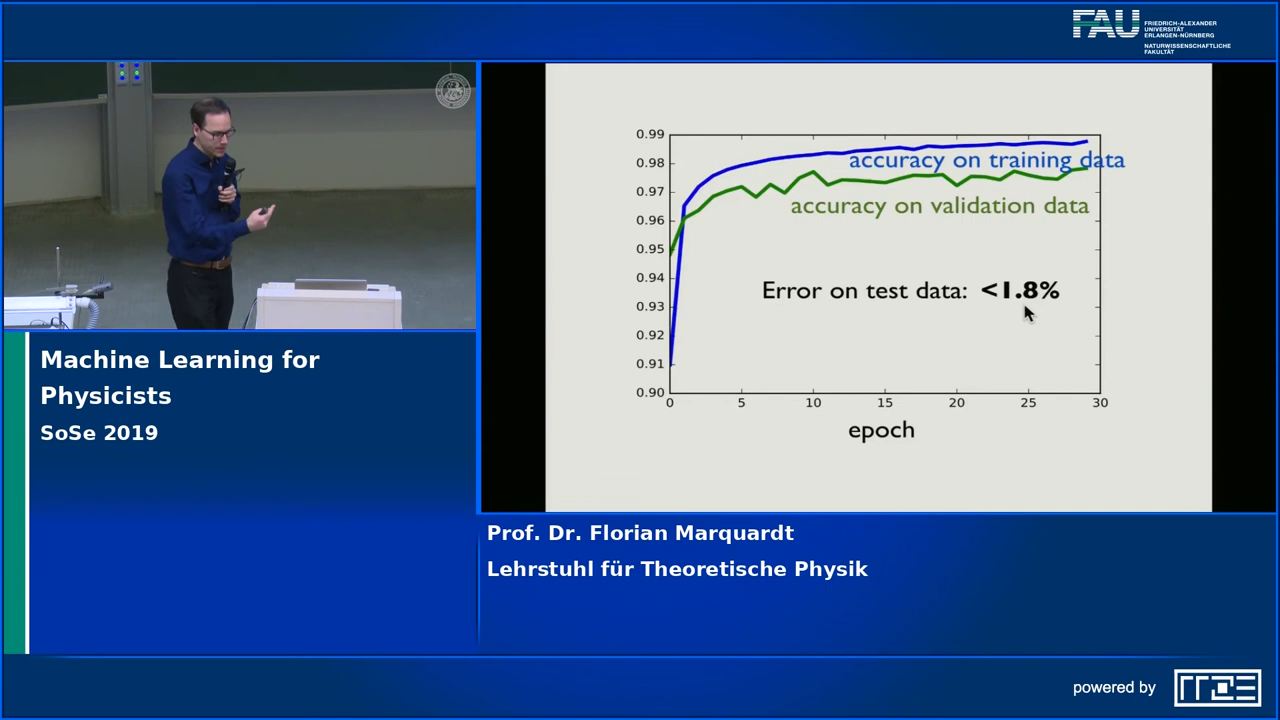 FAU
FRIEDRICH-ALEXANDER
UNIVERSITÄT
ERLANGEN-NÜRNBERG
NATURWISSENSCHAFTLICHE
FAKULTÄT
0.99
0.98
0.97
0.96
0.95
0.94
0.93
0.92
0.91
0.90
accuracy on training data
accuracy on validation data
Error on test data: <1.8%
0 5 10 15 20 25 30
epoch
Machine Learning for
Physicists
SoSe 2019
Prof. Dr. Florian Marquardt
Lehrstuhl für Theoretische Physik
powered by